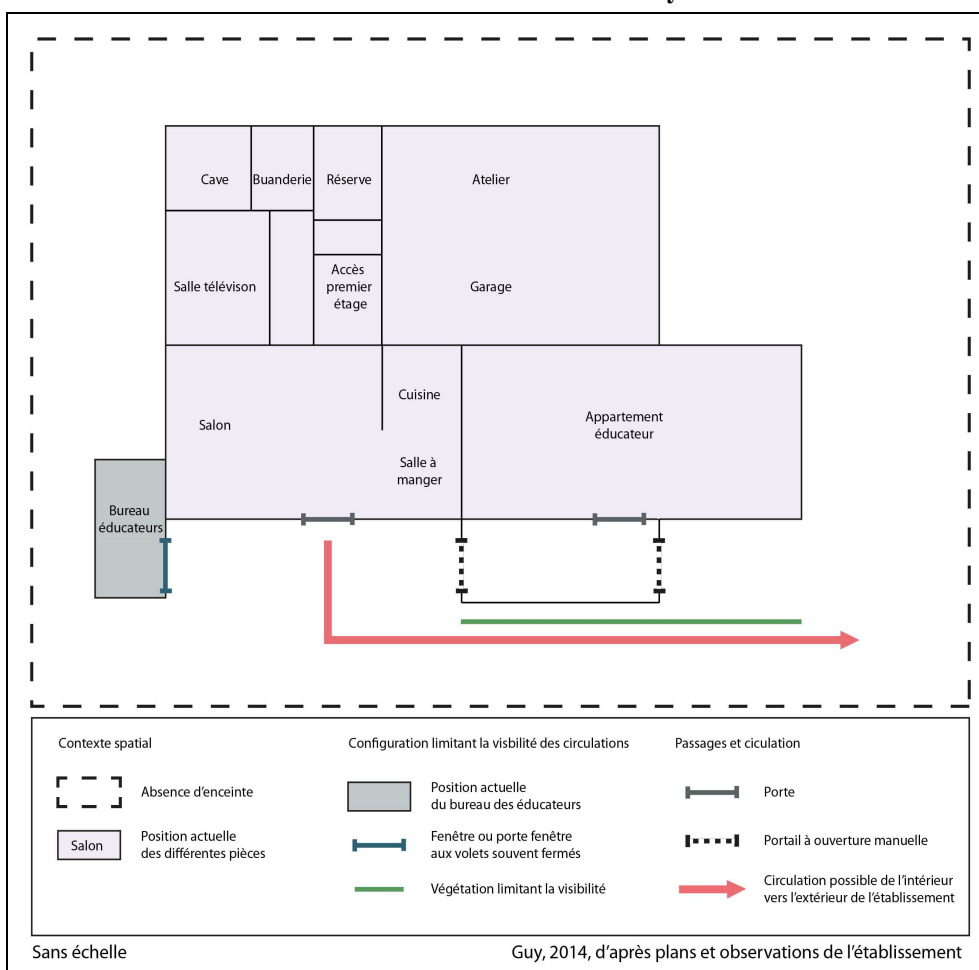 Cave
Buanderie
Réserve
Atelier
Salle télévison
Accès
premier
étage
Garage
Salon
Cuisine
Salle à
manger
Appartement
éducateur
Bureau
éducateurs
Contexte spatial
Absence d'enceinte
Salon
Position actuelle
des différentes pièces
Configuration limitant la visbilité des circulations
Position actuelle
du bureau des éducateurs
Fenêtre ou porte fenêtre
aux volets souvent fermés
Végétation limitant la visibilité
Passages et ciculation
Porte
Portail à ouverture manuelle
Circulation possible de l'intérieur
vers l'extérieur de l'établissement
Sans échelle
Guy, 2014, d'après plans et observations de l'établissement